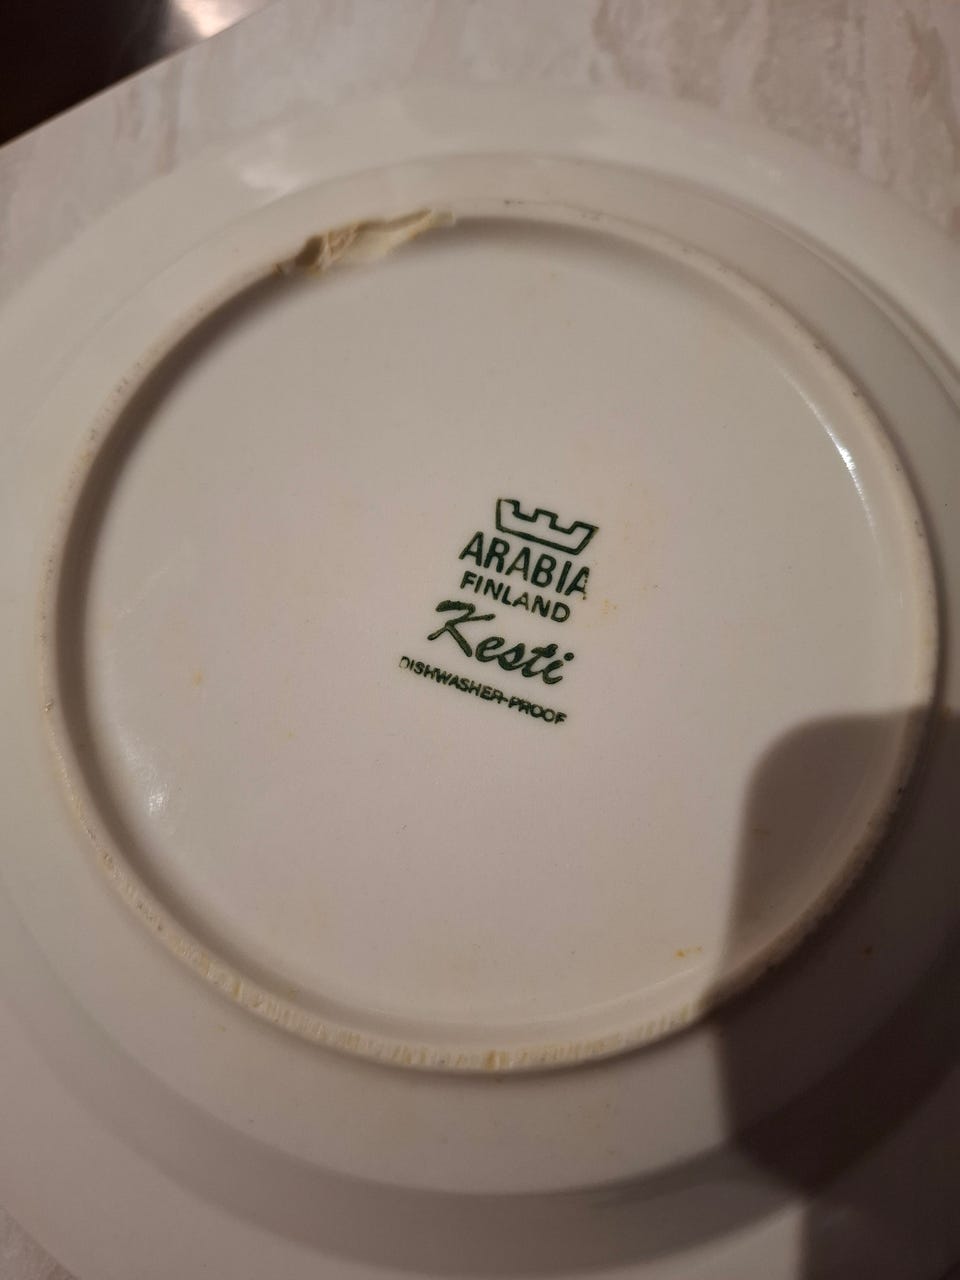 ARABIA
FINLAND
Kesti
DISHWASHER-PROOF